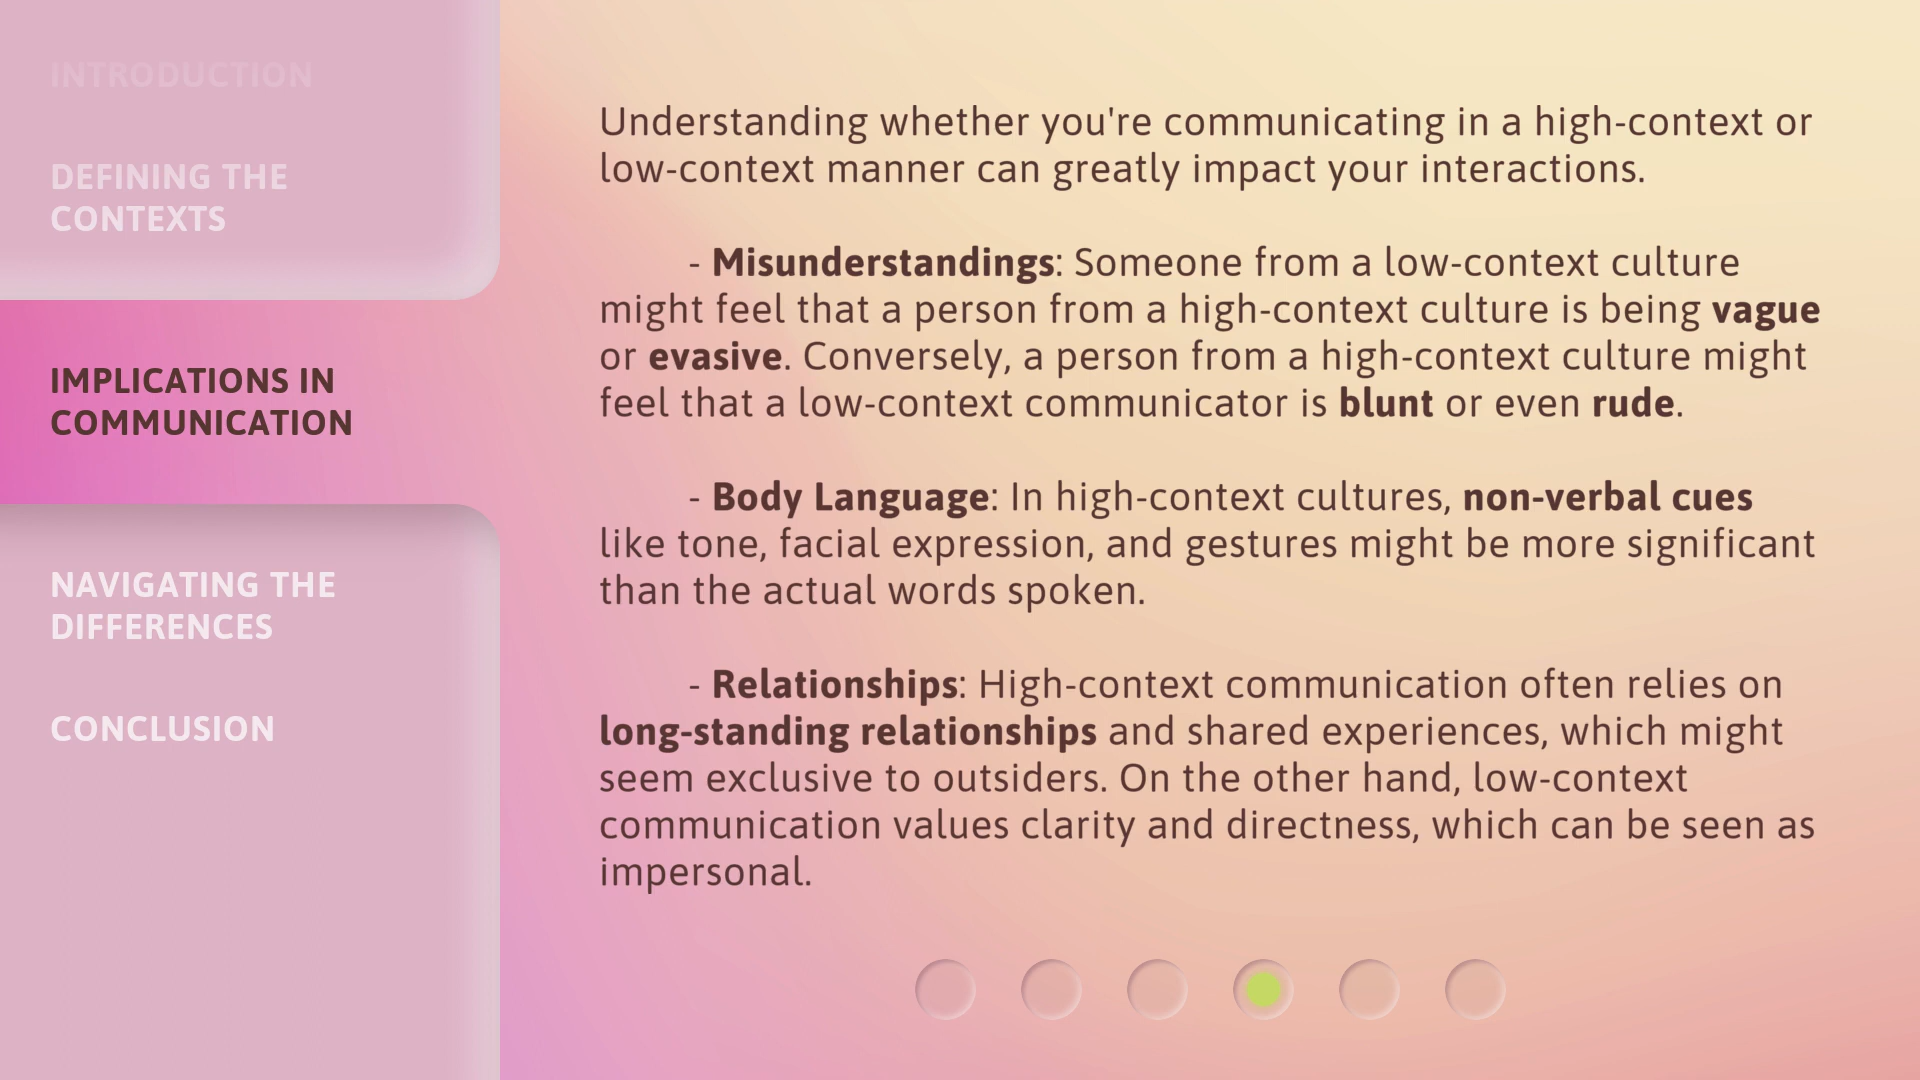 INTRODUCTION
DEFINING THE
CONTEXTS
IMPLICATIONS IN
COMMUNICATION
NAVIGATING THE
DIFFERENCES
CONCLUSION
Understanding whether you're communicating in a high-context or
low-context manner can greatly impact your interactions.
- Misunderstandings: Someone from a low-context culture
might feel that a person from a high-context culture is being vague
or evasive. Conversely, a person from a high-context culture might
feel that a low-context communicator is blunt or even rude.
- Body Language: In high-context cultures, non-verbal cues
like tone, facial expression, and gestures might be more significant
than the actual words spoken.
- Relationships: High-context communication often relies on
long-standing relationships and shared experiences, which might
seem exclusive to outsiders. On the other hand, low-context
communication values clarity and directness, which can be seen as
impersonal.